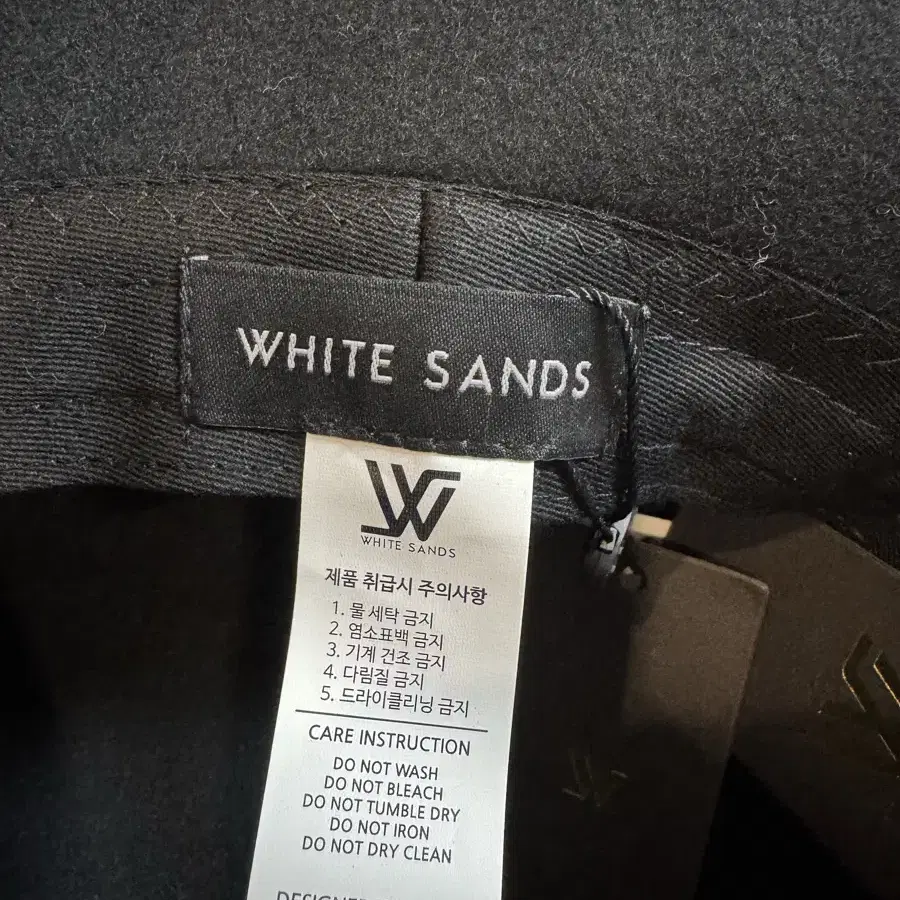 WHITE SANDS
WHITE SANDS
제품 취급시 주의사항
1. 물 세탁 금지
2. 염소표백 금지
3. 기계 건조 금지
4. 다림질 금지
5. 드라이클리닝 금지
CARE INSTRUCTION
DO NOT WASH
DO NOT BLEACH
DO NOT TUMBLE DRY
DO NOT IRON
DO NOT DRY CLEAN